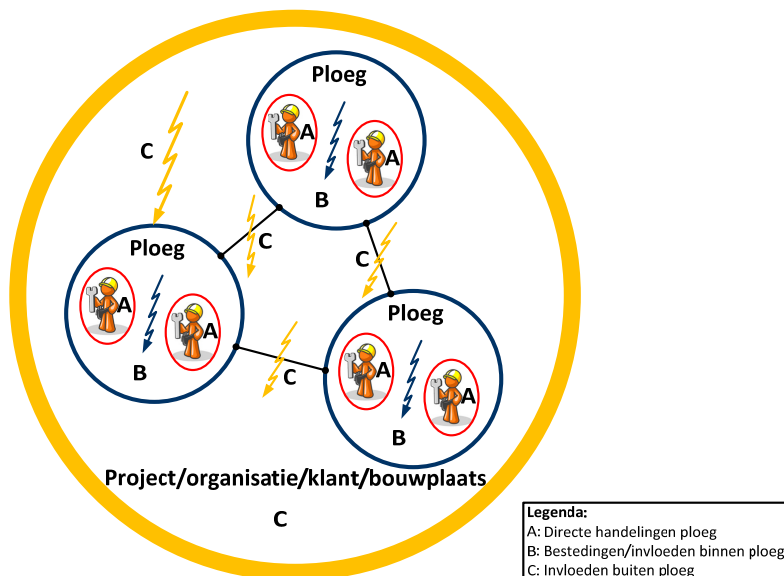 Ploeg
A
A
B
C
C
Ploeg
A
A
B
C
Ploeg
A
A
B
C
Project/organisatie/klant/bouwplaats
C
Legenda:
A: Directe handelingen ploeg
B: Bestedingen/invloeden binnen ploeg
C: Invloeden buiten ploeg